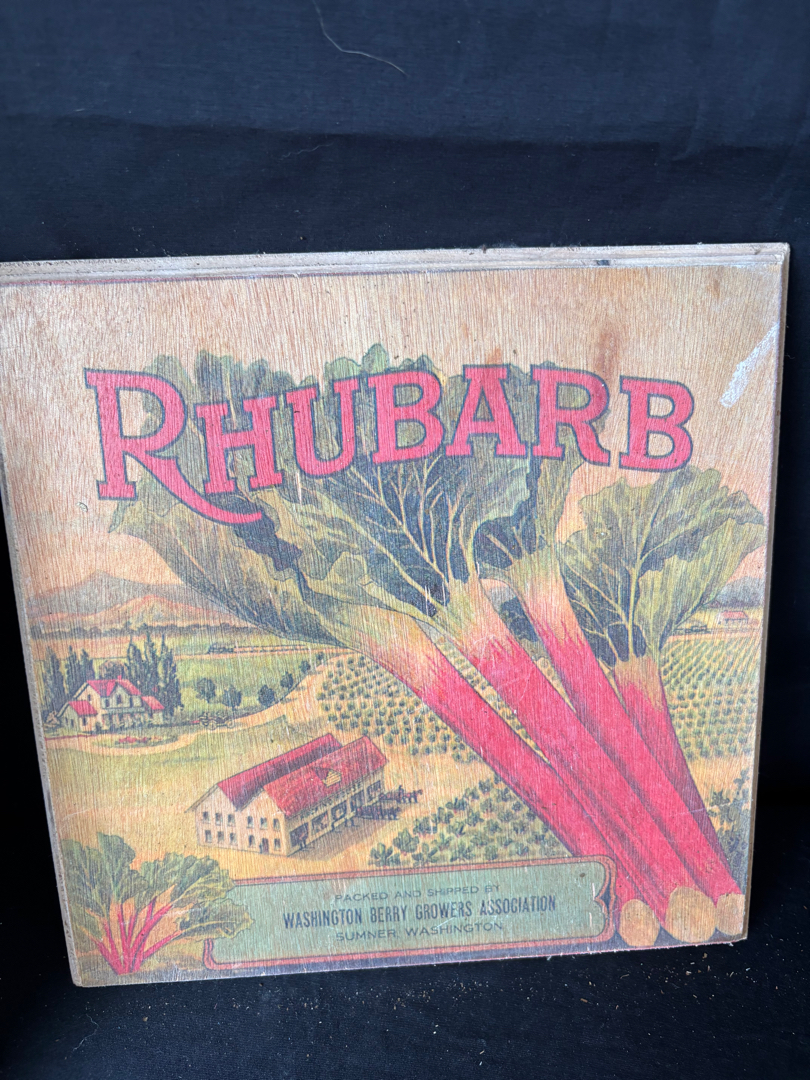 RHUBARB
PACKED AND SHIPPED BY
WASHINGTON BERRY GROWERS ASSOCIATION
SUMNER, WASHINGTON